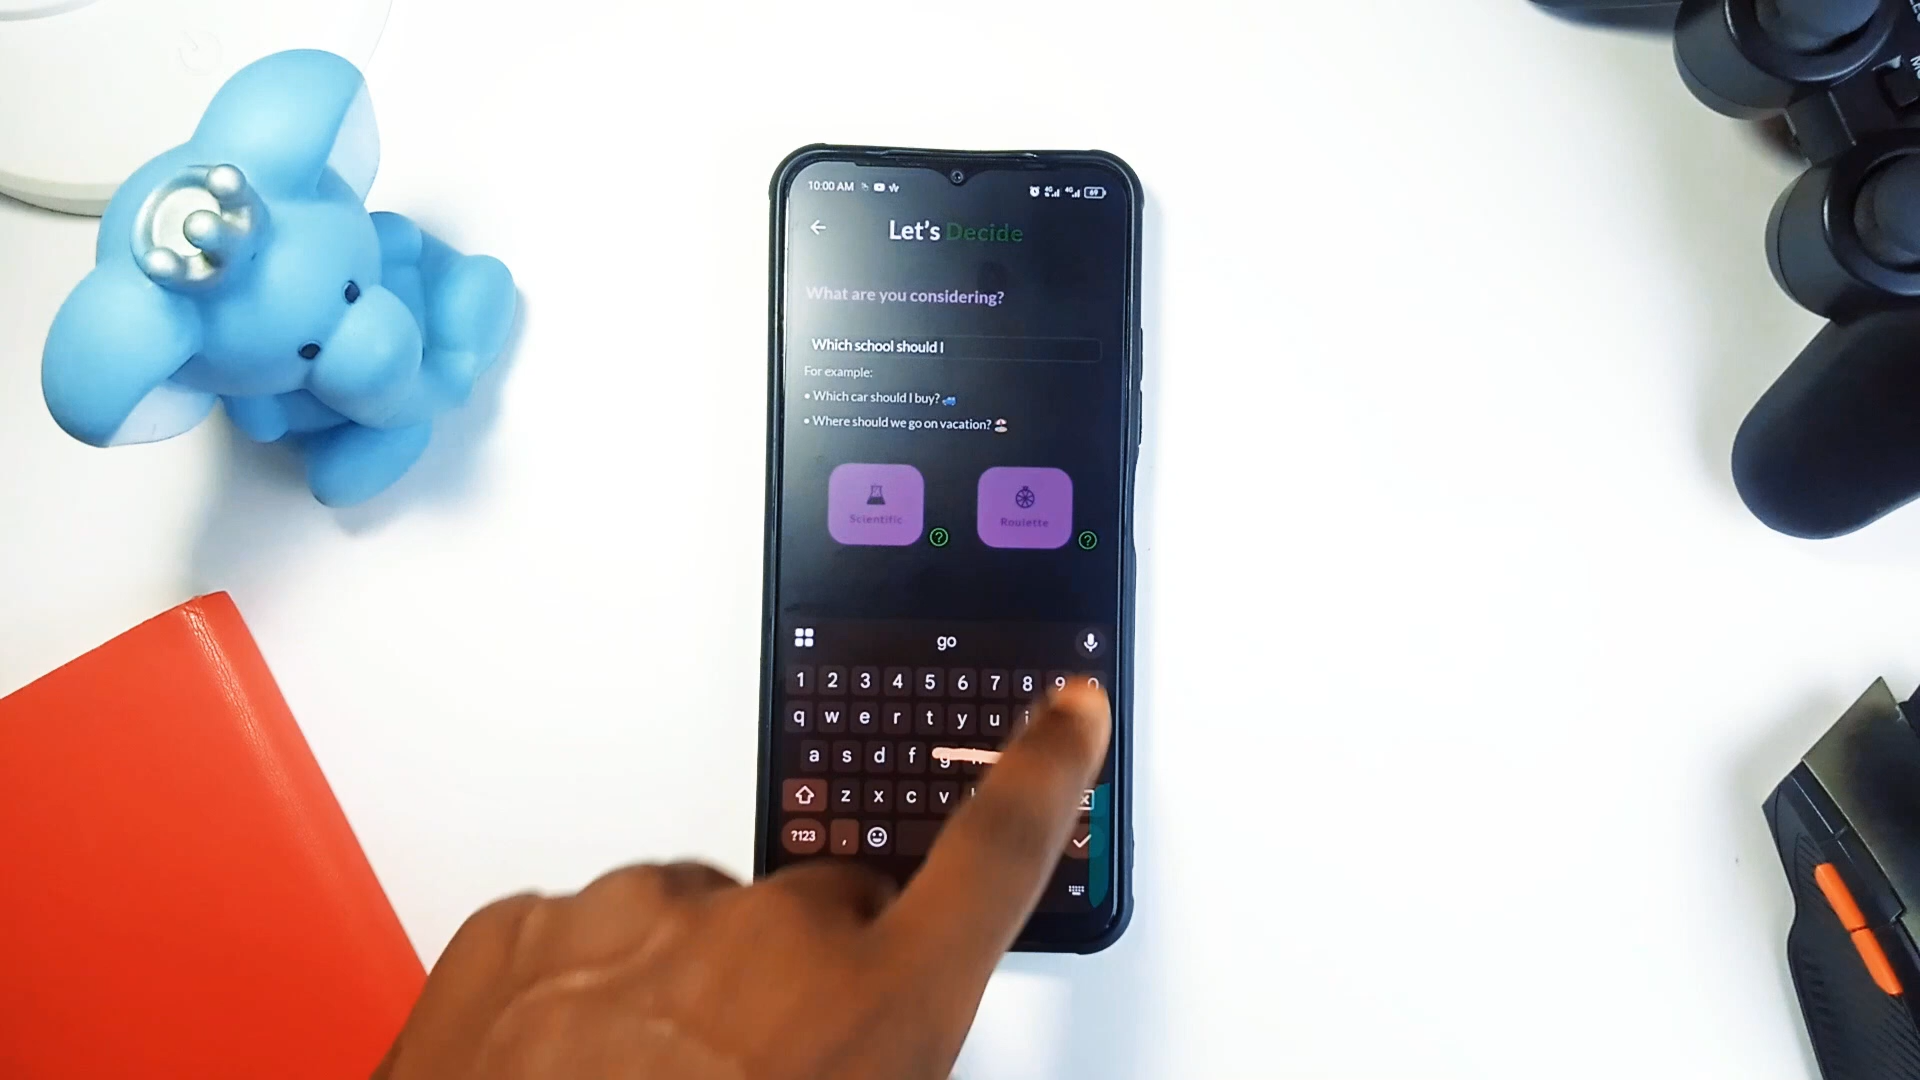 10:00 AM
Let's Decide
What are you considering?
Which school should I
For example:
• Which car should I buy? 🚙
• Where should we go on vacation? 🏖
Scientific ?
Roulette ?
go
1 2 3 4 5 6 7 8 9
q w e r t y u i
a s d f g
z x c v
?123 ,